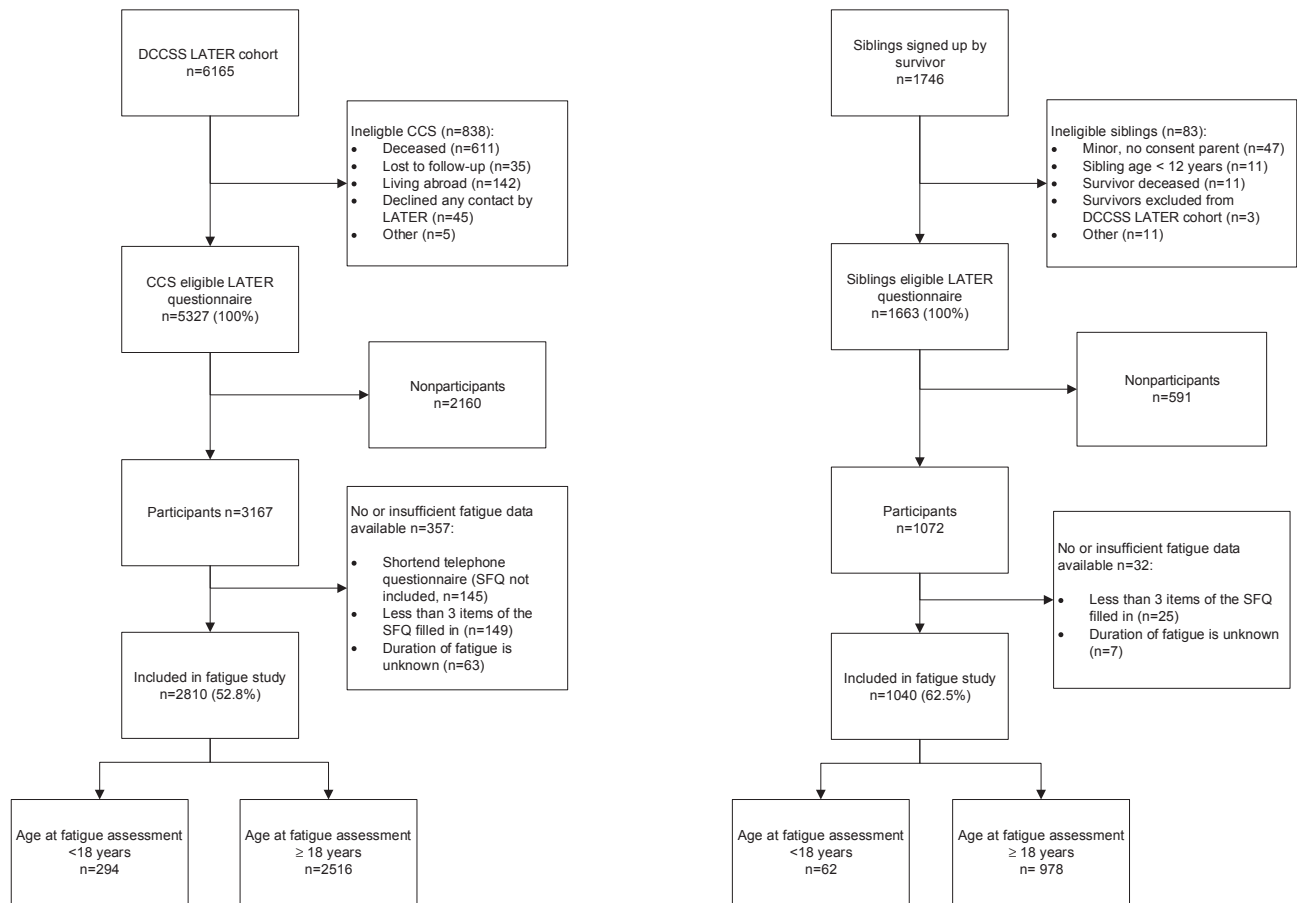 DCCSS LATER cohort
n=6165
Ineligble CCS (n=838):
• Deceased (n=611)
• Lost to follow-up (n=35)
• Living abroad (n=142)
• Declined any contact by
LATER (n=45)
• Other (n=5)
CCS eligible LATER
questionnaire
n=5327 (100%)
Nonparticipants
n=2160
Participants n=3167
No or insufficient fatigue data
available n=357:
• Shortend telephone
questionnaire (SFQ not
included, n=145)
• Less than 3 items of the
SFQ filled in (n=149)
• Duration of fatigue is
unknown (n=63)
Included in fatigue study
n=2810 (52.8%)
Age at fatigue assessment
<18 years
n=294
Age at fatigue assessment
≥ 18 years
n=2516
Siblings signed up by
survivor
n=1746
Ineligible siblings (n=83):
• Minor, no consent parent (n=47)
• Sibling age < 12 years (n=11)
• Survivor deceased (n=11)
• Survivors excluded from
DCCSS LATER cohort (n=3)
• Other (n=11)
Siblings eligible LATER
questionnaire
n=1663 (100%)
Nonparticipants
n=591
Participants
n=1072
No or insufficient fatigue data
available n=32:
• Less than 3 items of the SFQ
filled in (n=25)
• Duration of fatigue is unknown
(n=7)
Included in fatigue study
n=1040 (62.5%)
Age at fatigue assessment
<18 years
n=62
Age at fatigue assessment
≥ 18 years
n= 978